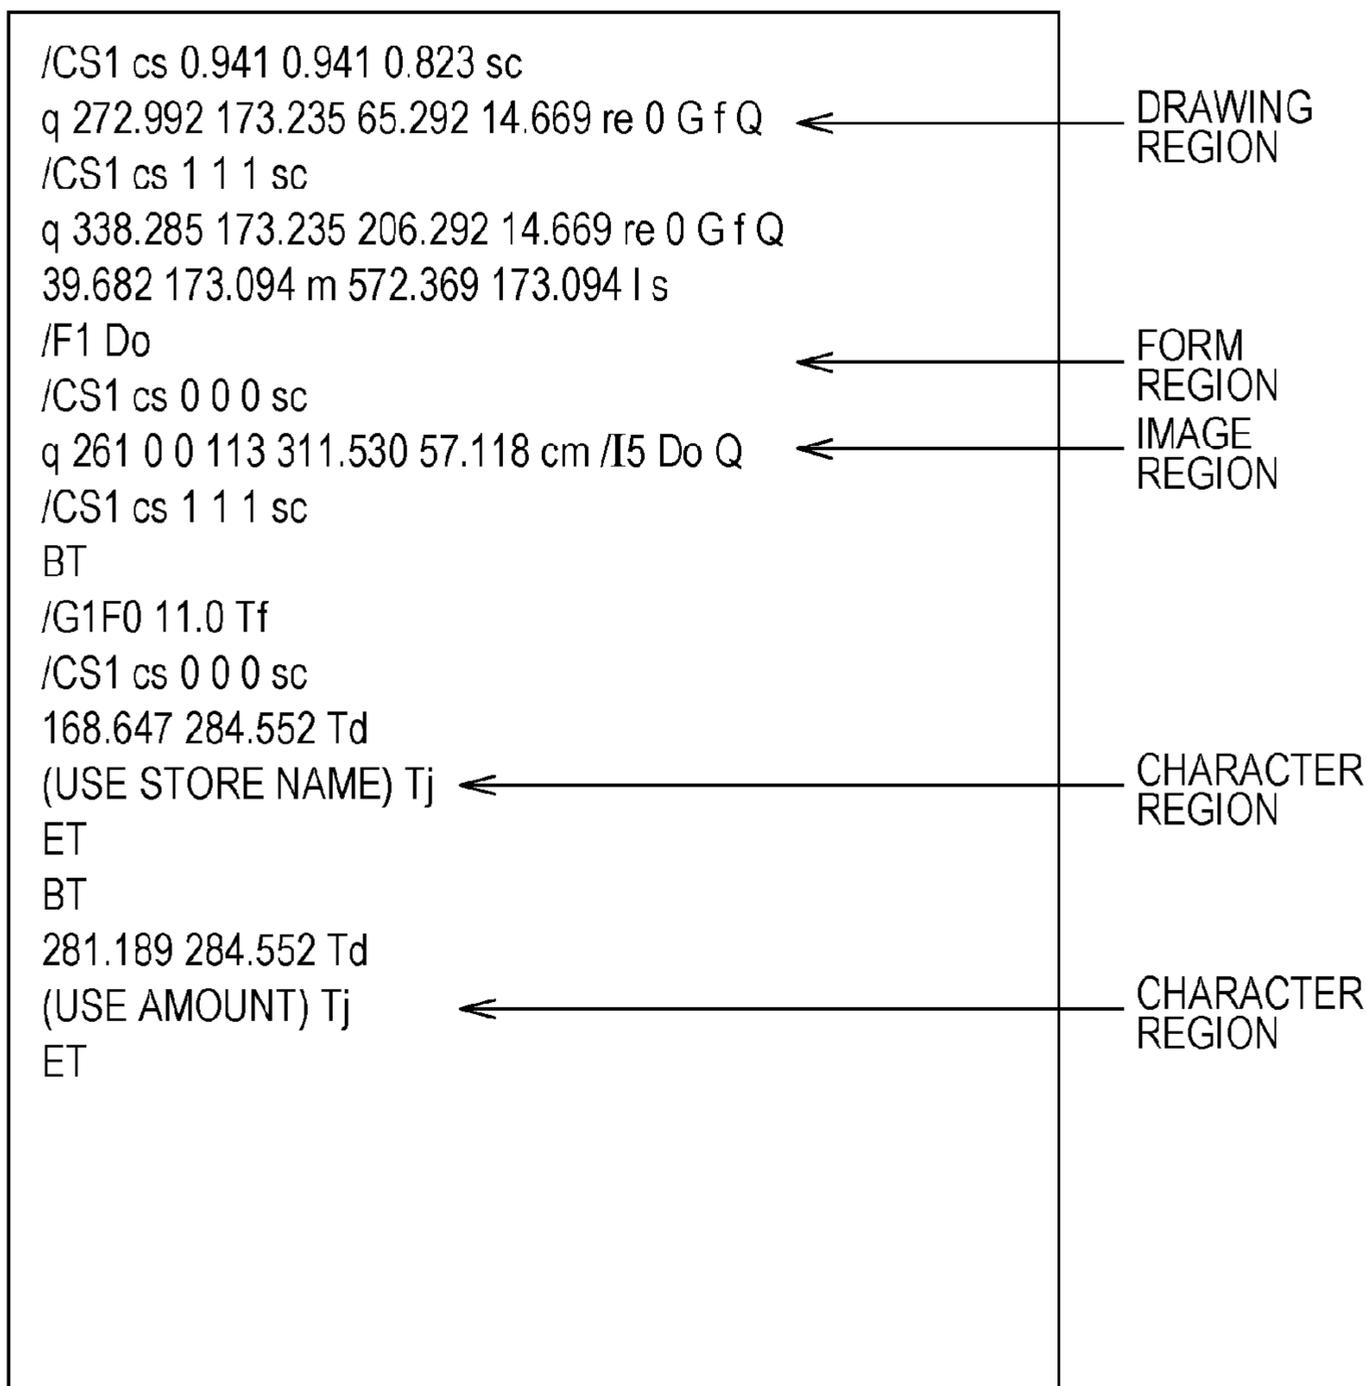 /CS1 cs 0.941 0.941 0.823 sc
q 272.992 173.235 65.292 14.669 re 0 G f Q
DRAWING
REGION
/CS1 cs 1 1 1 sc
q 338.285 173.235 206.292 14.669 re 0 G f Q
39.682 173.094 m 572.369 173.094 l s
/F1 Do
FORM
REGION
/CS1 cs 0 0 0 sc
q 261 0 0 113 311.530 57.118 cm /I5 Do Q
IMAGE
REGION
/CS1 cs 1 1 1 sc
BT
/G1F0 11.0 Tf
/CS1 cs 0 0 0 sc
168.647 284.552 Td
(USE STORE NAME) Tj
CHARACTER
REGION
ET
BT
281.189 284.552 Td
(USE AMOUNT) Tj
CHARACTER
REGION
ET